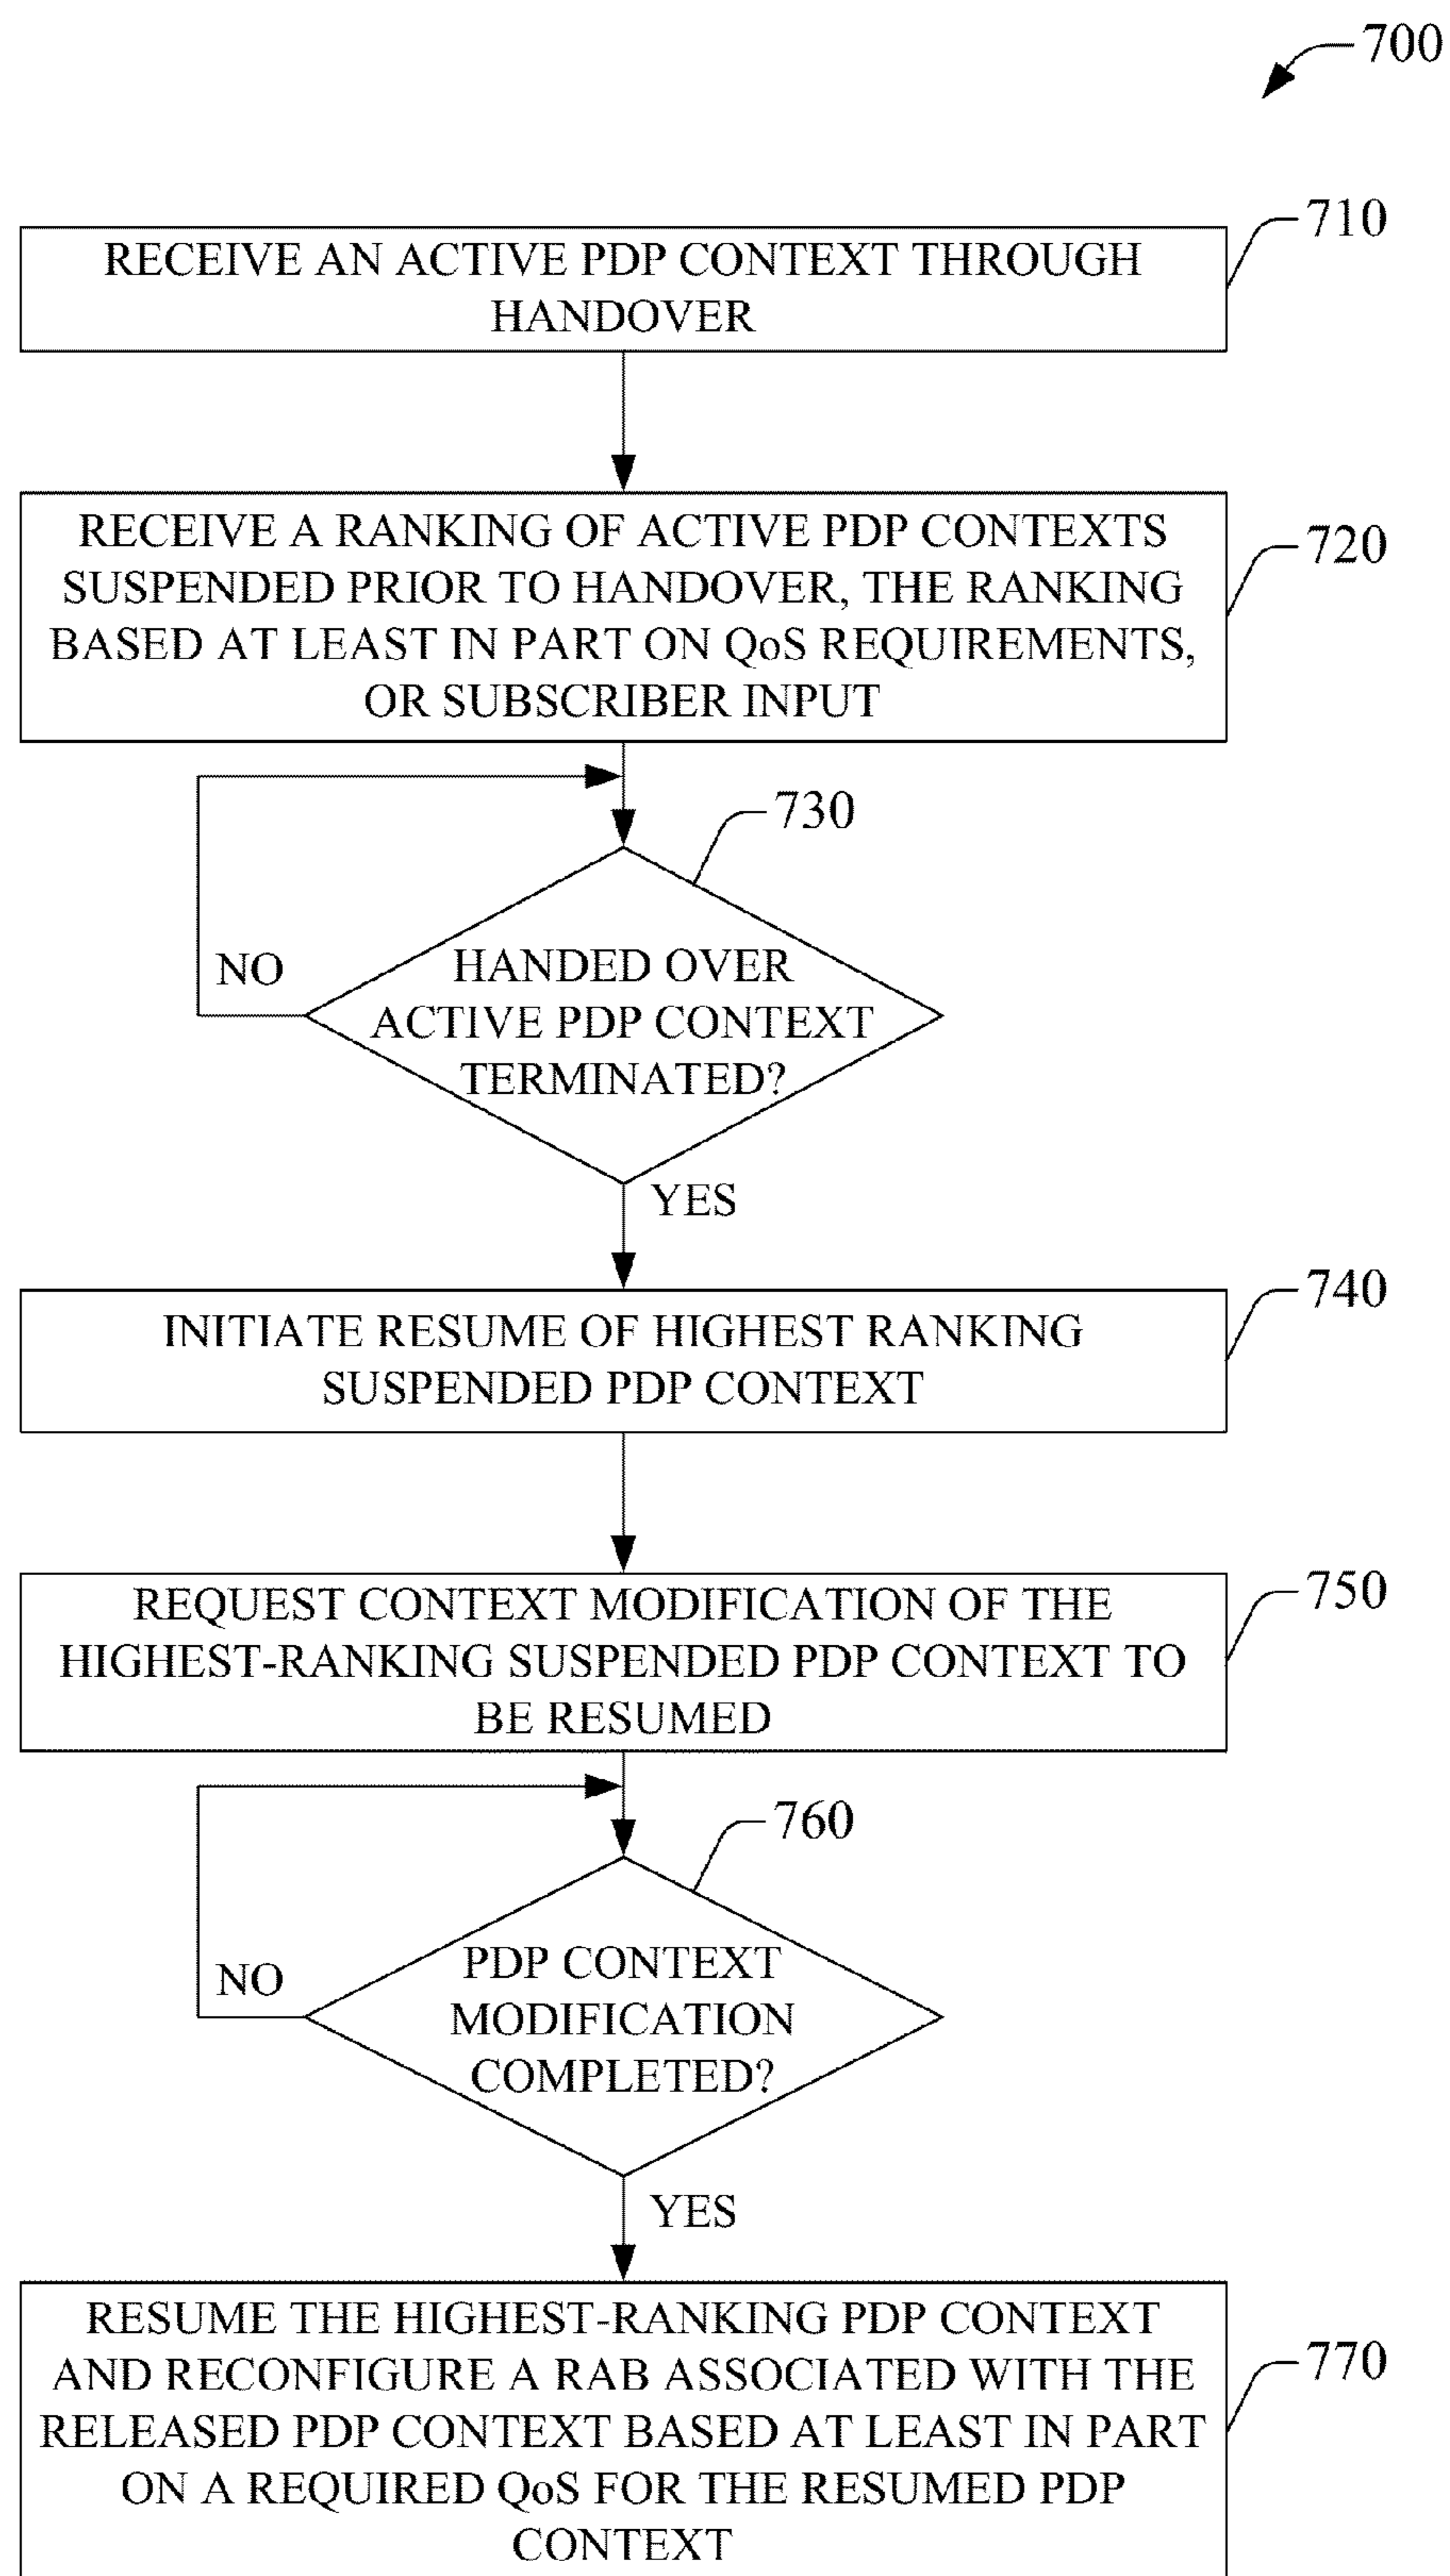 700
710
RECEIVE AN ACTIVE PDP CONTEXT THROUGH
HANDOVER
720
RECEIVE A RANKING OF ACTIVE PDP CONTEXTS
SUSPENDED PRIOR TO HANDOVER, THE RANKING
BASED AT LEAST IN PART ON QoS REQUIREMENTS,
OR SUBSCRIBER INPUT
730
NO
HANDED OVER
ACTIVE PDP CONTEXT
TERMINATED?
YES
740
INITIATE RESUME OF HIGHEST RANKING
SUSPENDED PDP CONTEXT
750
REQUEST CONTEXT MODIFICATION OF THE
HIGHEST-RANKING SUSPENDED PDP CONTEXT TO
BE RESUMED
760
NO
PDP CONTEXT
MODIFICATION
COMPLETED?
YES
770
RESUME THE HIGHEST-RANKING PDP CONTEXT
AND RECONFIGURE A RAB ASSOCIATED WITH THE
RELEASED PDP CONTEXT BASED AT LEAST IN PART
ON A REQUIRED QoS FOR THE RESUMED PDP
CONTEXT